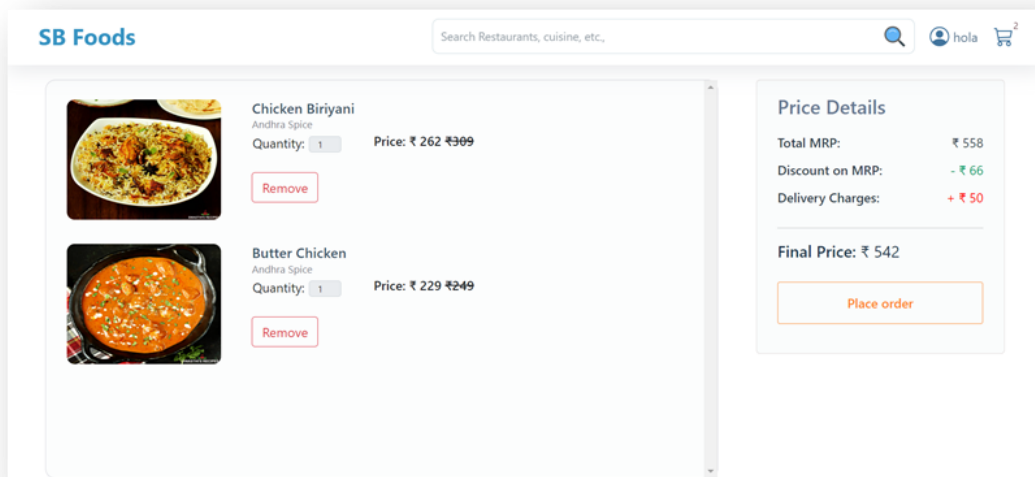 SB Foods
Search Restaurants, cuisine, etc.,
hola
2
Chicken Biriyani
Andhra Spice
Quantity: 1
Price: ₹ 262 ₹309
Remove
Butter Chicken
Andhra Spice
Quantity: 1
Price: ₹ 229 ₹249
Remove
Price Details
Total MRP: ₹ 558
Discount on MRP: - ₹ 66
Delivery Charges: + ₹ 50
Final Price: ₹ 542
Place order